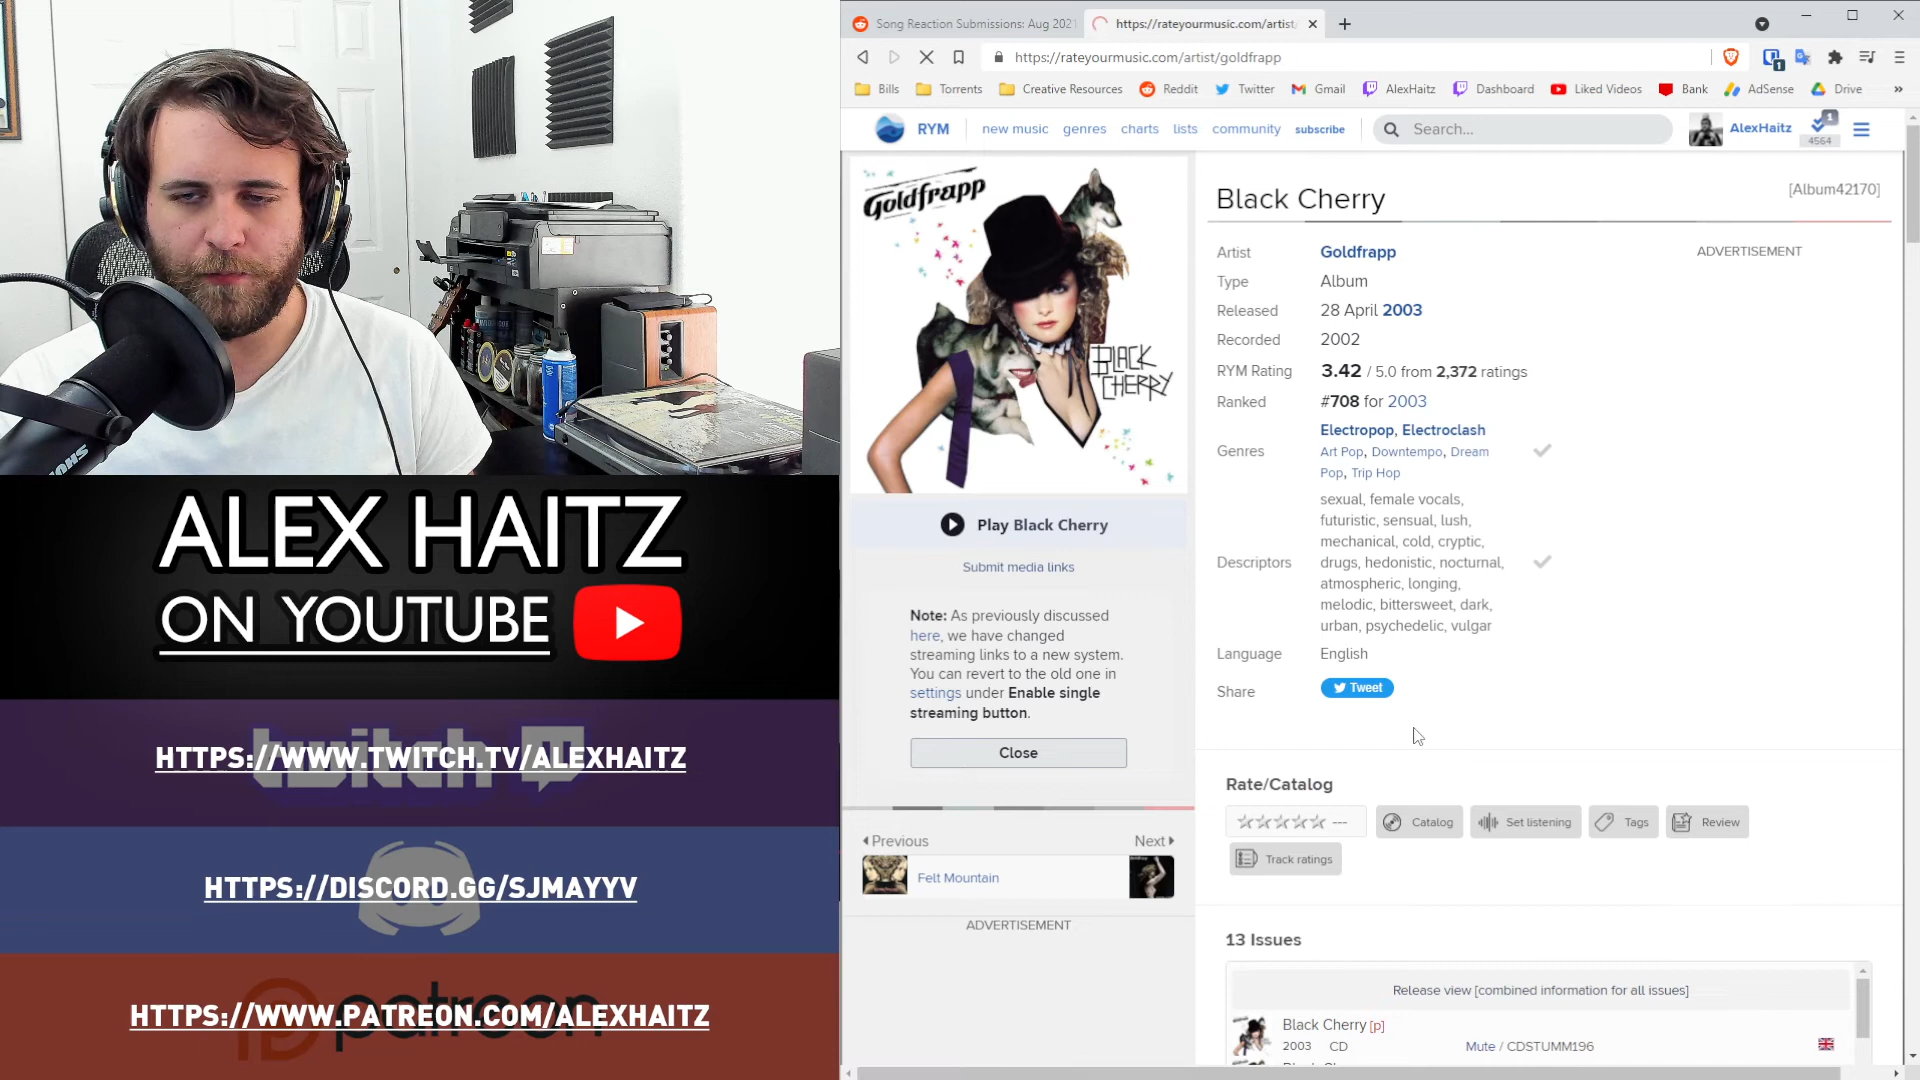 Song Reaction Submissions: Aug 2021
https://rateyourmusic.com/artist/
https://rateyourmusic.com/artist/goldfrapp
Bills
Torrents
Creative Resources
Reddit
Twitter
Gmail
AlexHaitz
Dashboard
Liked Videos
Bank
AdSense
Drive
RYM
new music
genres
charts
lists
community
subscribe
Search...
AlexHaitz
1
4564
Goldfrapp
BLACK CHERRY
Black Cherry
[Album42170]
Artist Goldfrapp
ADVERTISEMENT
Type Album
Released 28 April 2003
Recorded 2002
RYM Rating 3.42 / 5.0 from 2,372 ratings
Ranked #708 for 2003
Genres
Electropop, Electroclash
Art Pop, Downtempo, Dream
Pop, Trip Hop
Descriptors
sexual, female vocals,
futuristic, sensual, lush,
mechanical, cold, cryptic,
drugs, hedonistic, nocturnal,
atmospheric, longing,
melodic, bittersweet, dark,
urban, psychedelic, vulgar
Language English
Share Tweet
Play Black Cherry
Submit media links
Note: As previously discussed
here, we have changed
streaming links to a new system.
You can revert to the old one in
settings under Enable single
streaming button.
Close
Previous
Next
Felt Mountain
ADVERTISEMENT
Rate/Catalog
---
Catalog
Set listening
Tags
Review
Track ratings
13 Issues
Release view [combined information for all issues]
Black Cherry [p]
2003 CD
Mute / CDSTUMM196
ALEX HAITZ
ON YOUTUBE
twitch
HTTPS://WWW.TWITCH.TV/ALEXHAITZ
HTTPS://DISCORD.GG/SJMAYYV
patreon
HTTPS://WWW.PATREON.COM/ALEXHAITZ